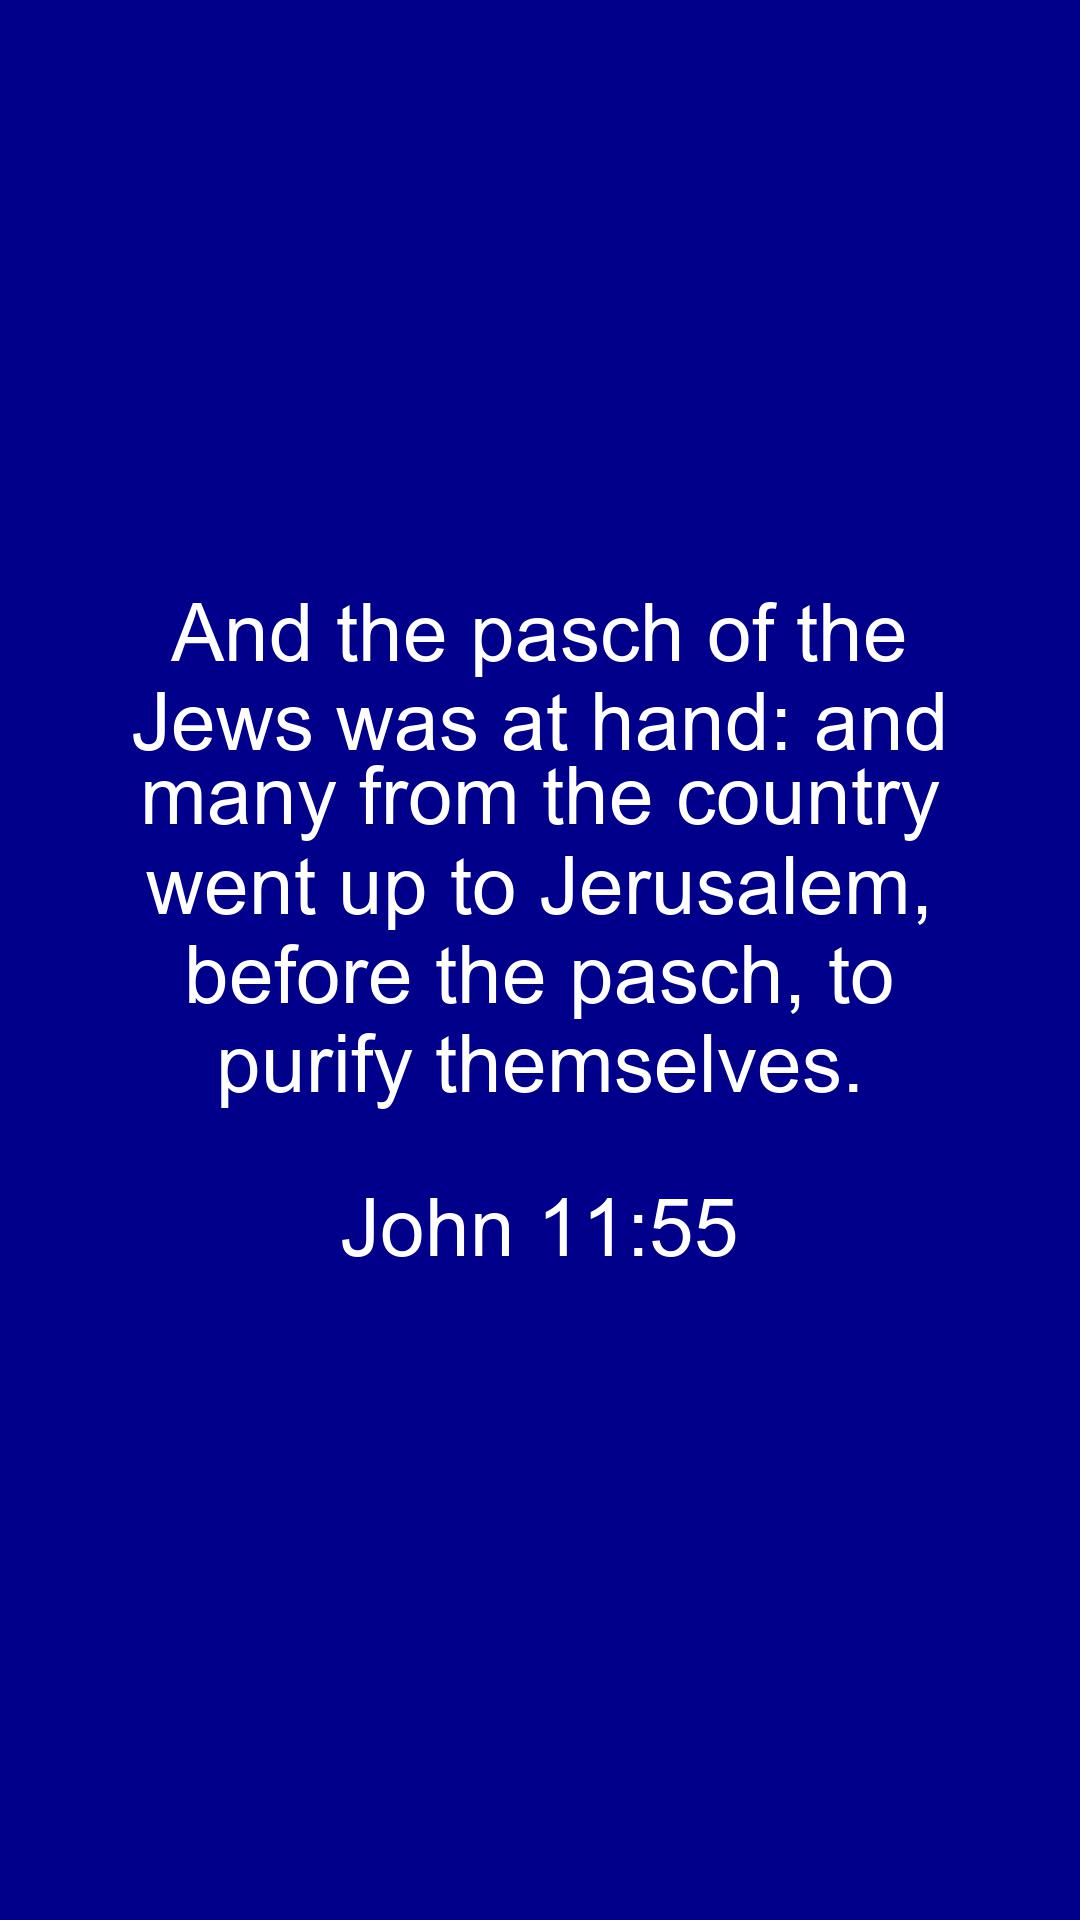 And the pasch of the
Jews was at hand: and
many from the country
went up to Jerusalem,
before the pasch, to
purify themselves.
John 11:55